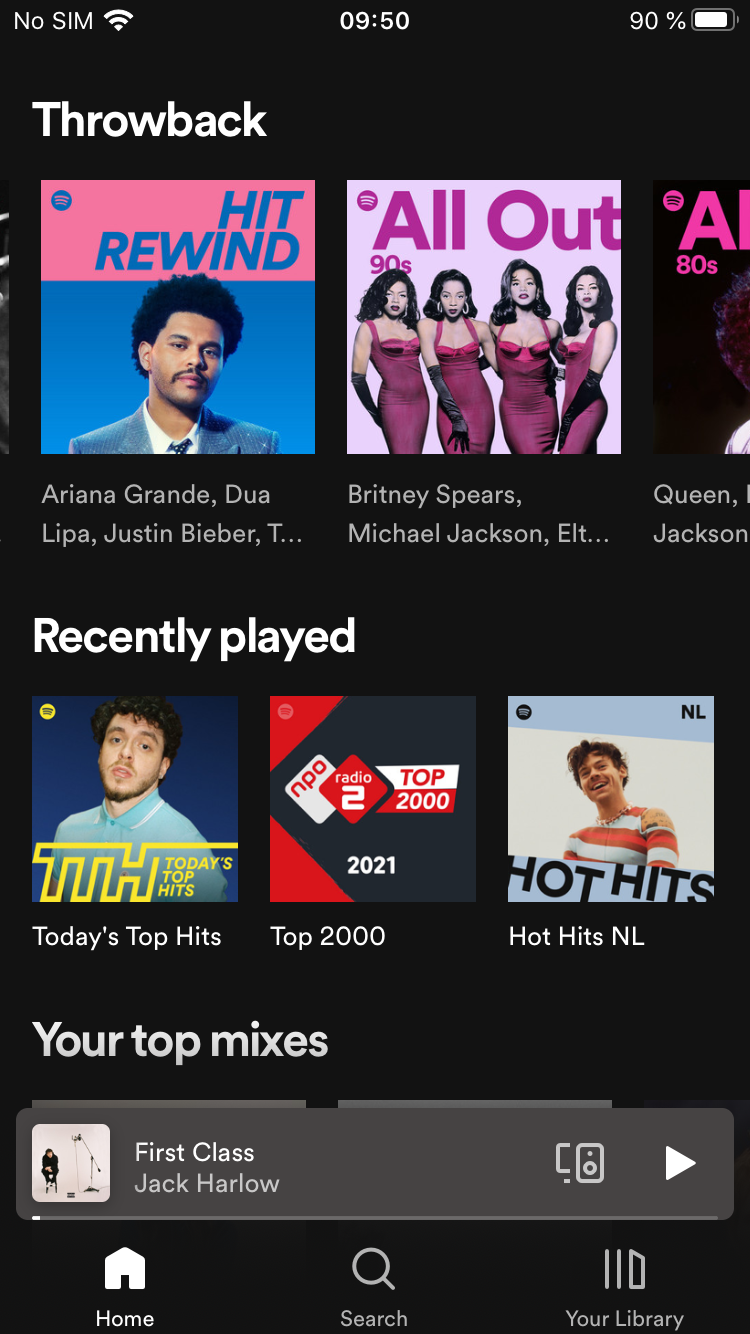 No SIM 09:50 90 %
Throwback
HIT
REWIND
All Out
90s
Al
80s
Ariana Grande, Dua
Lipa, Justin Bieber, T...
Britney Spears,
Michael Jackson, Elt...
Queen,
Jackson
Recently played
TTH TODAY'S
TOP
HITS
npo
radio
2
TOP
2000
2021
NL
HOT HITS
Today's Top Hits
Top 2000
Hot Hits NL
Your top mixes
First Class
Jack Harlow
Home
Search
Your Library